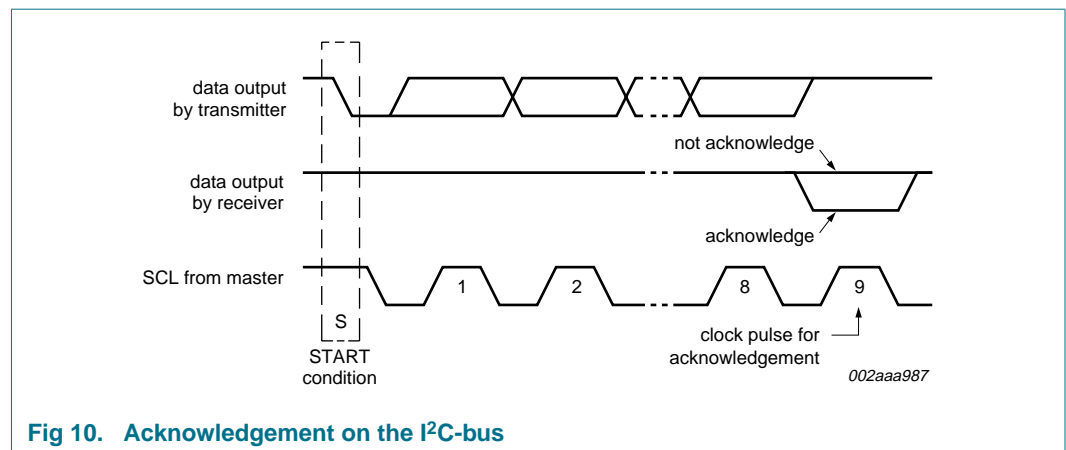 data output
by transmitter
not acknowledge
data output
by receiver
acknowledge
SCL from master
1
2
8
9
S
START
condition
clock pulse for
acknowledgement
002aaa987
Fig 10. Acknowledgement on the I²C-bus